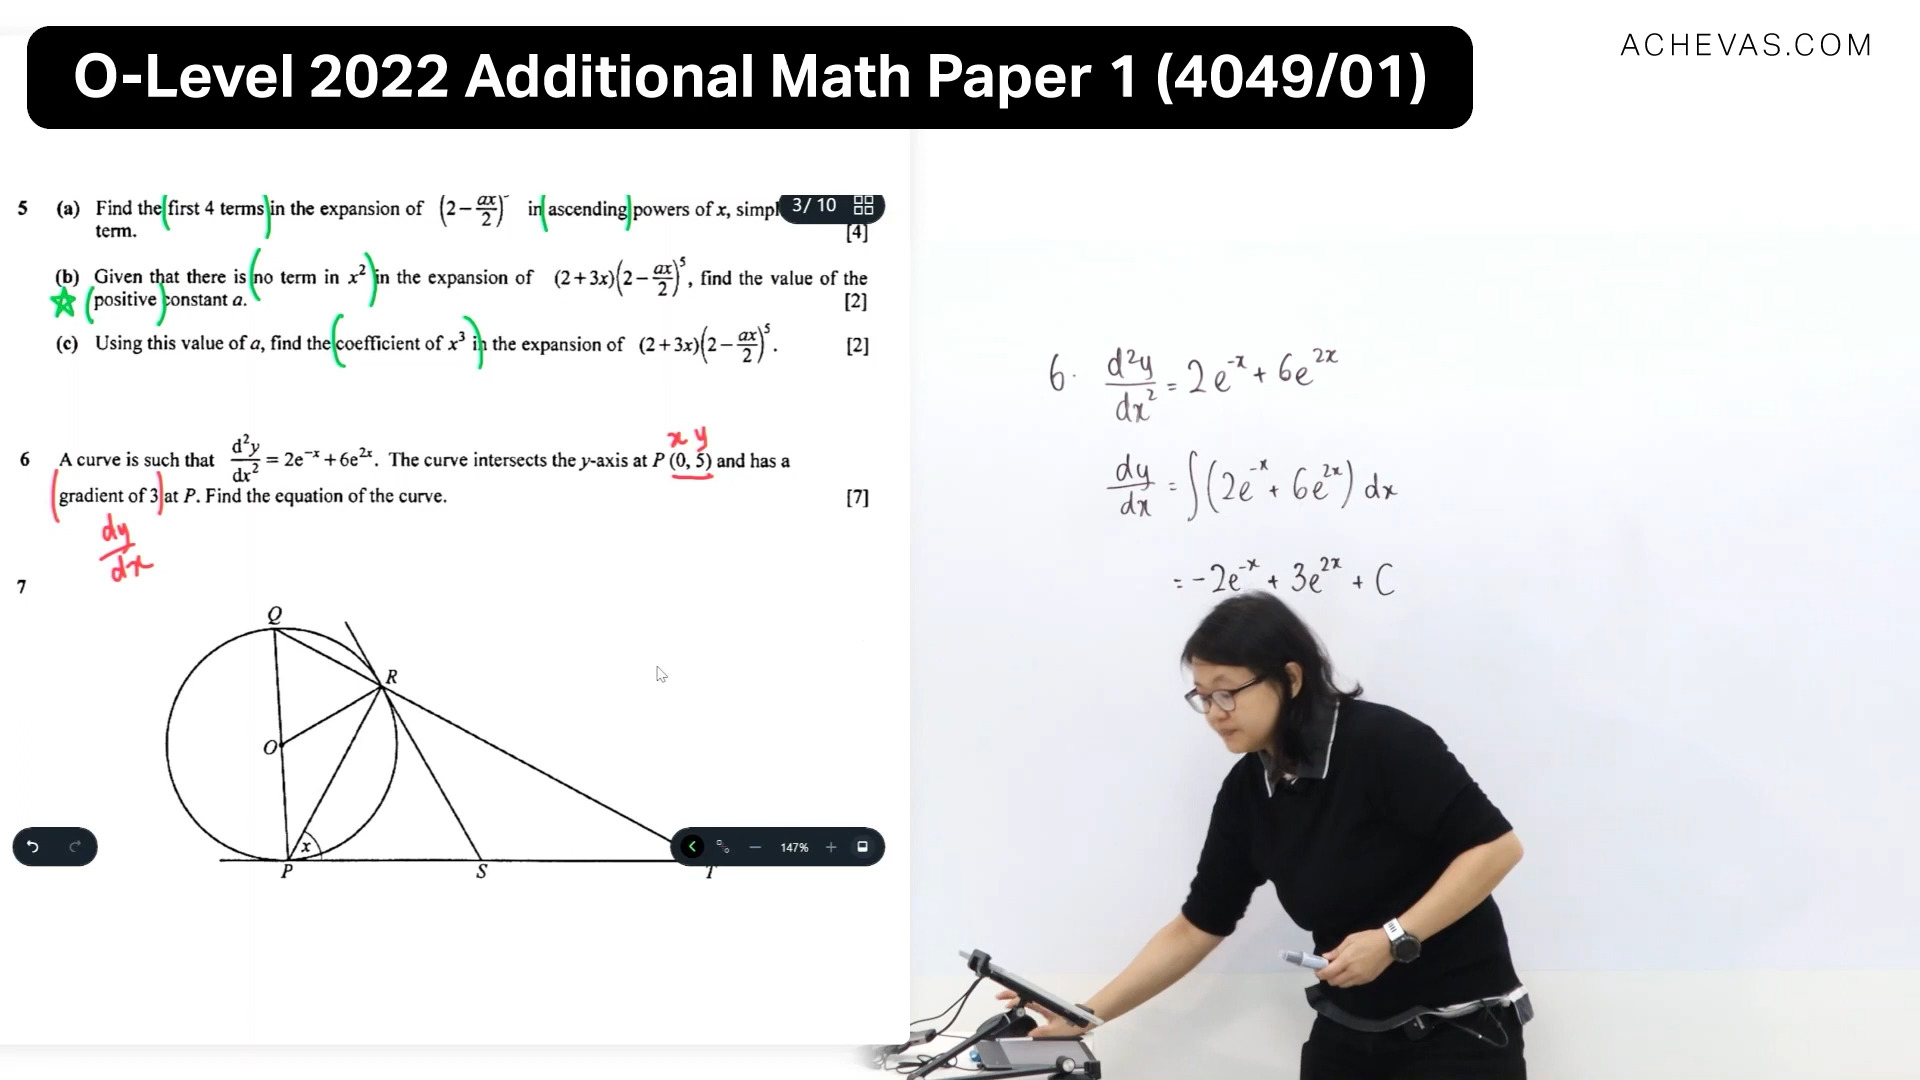 O-Level 2022 Additional Math Paper 1 (4049/01)
ACHEVAS.COM
5 (a) Find the first 4 terms in the expansion of (2 − ax/2) in ascending powers of x, simpl
3/ 10
term. [4]
(b) Given that there is no term in x² in the expansion of (2+3x)(2 − ax/2)⁵, find the value of the
positive constant a. [2]
(c) Using this value of a, find the coefficient of x³ in the expansion of (2+3x)(2 − ax/2)⁵. [2]
x y
6 A curve is such that d²y/dx² = 2e⁻ˣ + 6e²ˣ. The curve intersects the y-axis at P (0, 5) and has a
gradient of 3 at P. Find the equation of the curve. [7]
dy/dx
7
Q
R
O
x
P S T
147%
6. d²y/dx² = 2e⁻ˣ + 6e²ˣ
dy/dx = ∫(2e⁻ˣ + 6e²ˣ) dx
= −2e⁻ˣ + 3e²ˣ + C